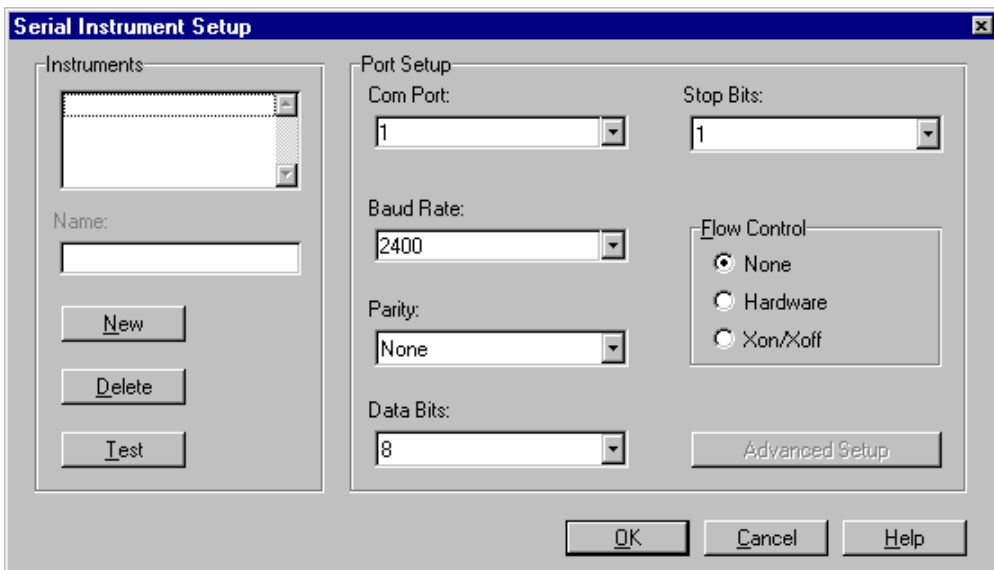 Serial Instrument Setup
Instruments
Name:
New
Delete
Test
Port Setup
Com Port:
1
Stop Bits:
1
Baud Rate:
2400
Flow Control
None
Hardware
Xon/Xoff
Parity:
None
Data Bits:
8
Advanced Setup
OK
Cancel
Help